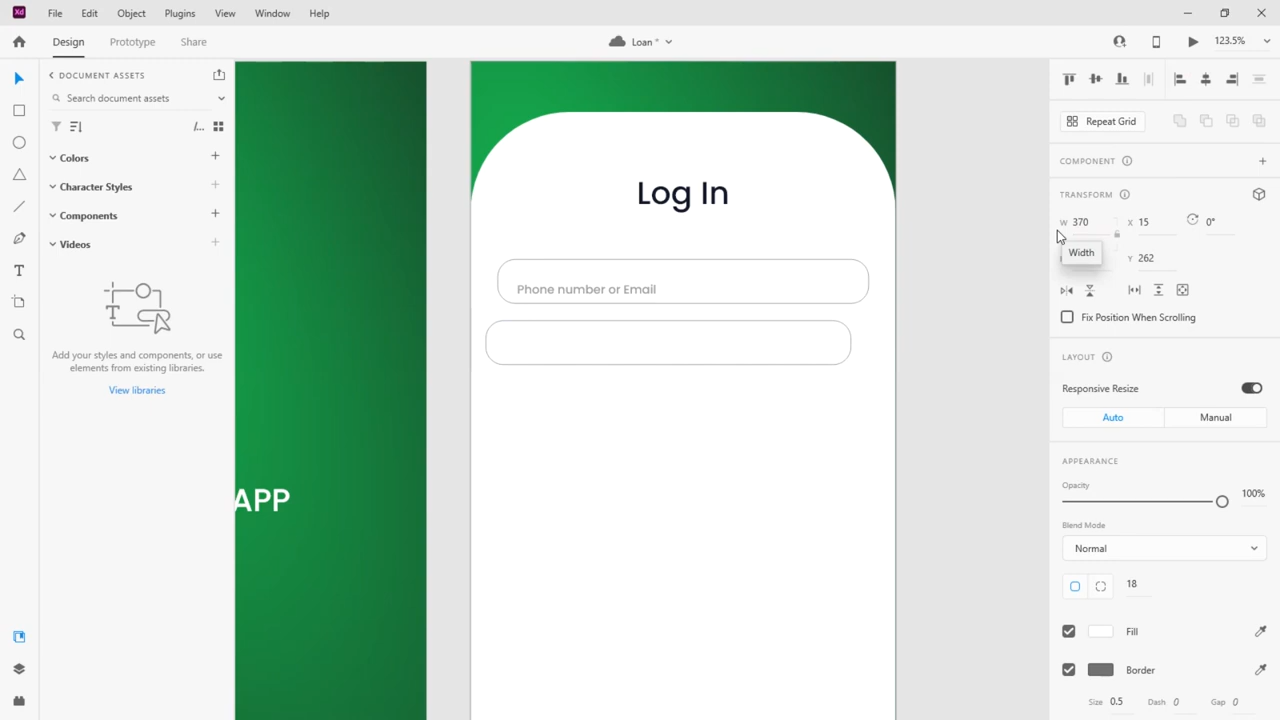 Xd File Edit Object Plugins View Window Help
Design Prototype Share Loan * 123.5%
DOCUMENT ASSETS
Search document assets
Colors
Character Styles
Components
Videos
Add your styles and components, or use
elements from existing libraries.
View libraries
APP
Log In
Phone number or Email
Repeat Grid
COMPONENT
TRANSFORM
W 370 X 15 0°
Width
Y 262
Fix Position When Scrolling
LAYOUT
Responsive Resize
Auto Manual
APPEARANCE
Opacity
100%
Blend Mode
Normal
18
Fill
Border
Size 0.5 Dash 0 Gap 0